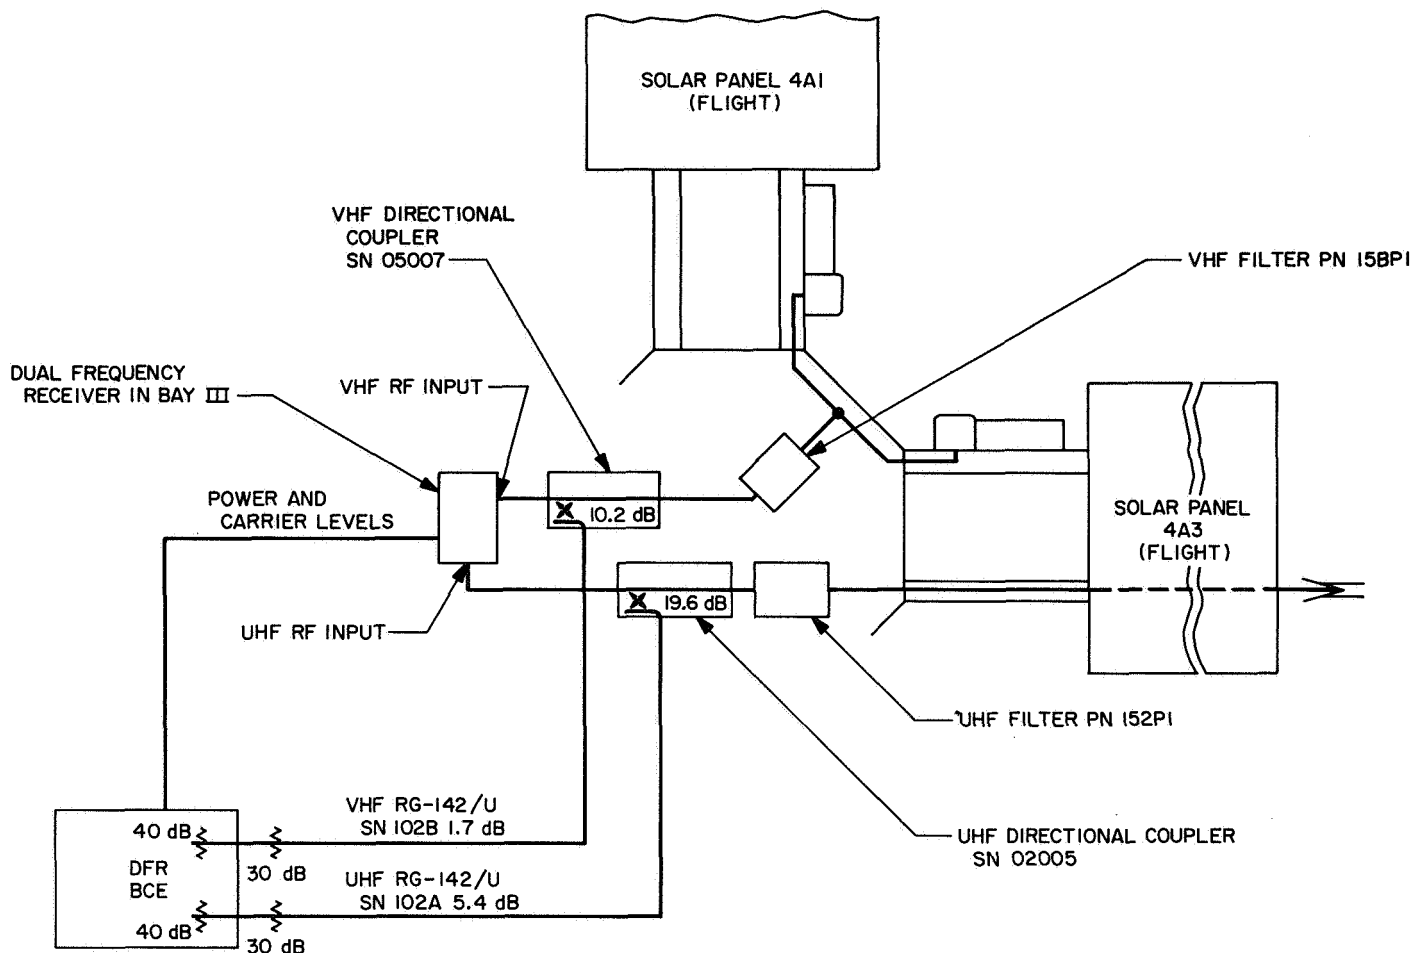 SOLAR PANEL 4A1
(FLIGHT)
VHF DIRECTIONAL
COUPLER
SN 05007
VHF FILTER PN 15BP1
DUAL FREQUENCY
RECEIVER IN BAY III
VHF RF INPUT
POWER AND
CARRIER LEVELS
10.2 dB
SOLAR PANEL
4A3
(FLIGHT)
19.6 dB
UHF RF INPUT
UHF FILTER PN 152P1
VHF RG-142/U
SN 102B 1.7 dB
40 dB
30 dB
UHF DIRECTIONAL COUPLER
SN 02005
DFR
BCE
UHF RG-142/U
SN 102A 5.4 dB
40 dB
30 dB